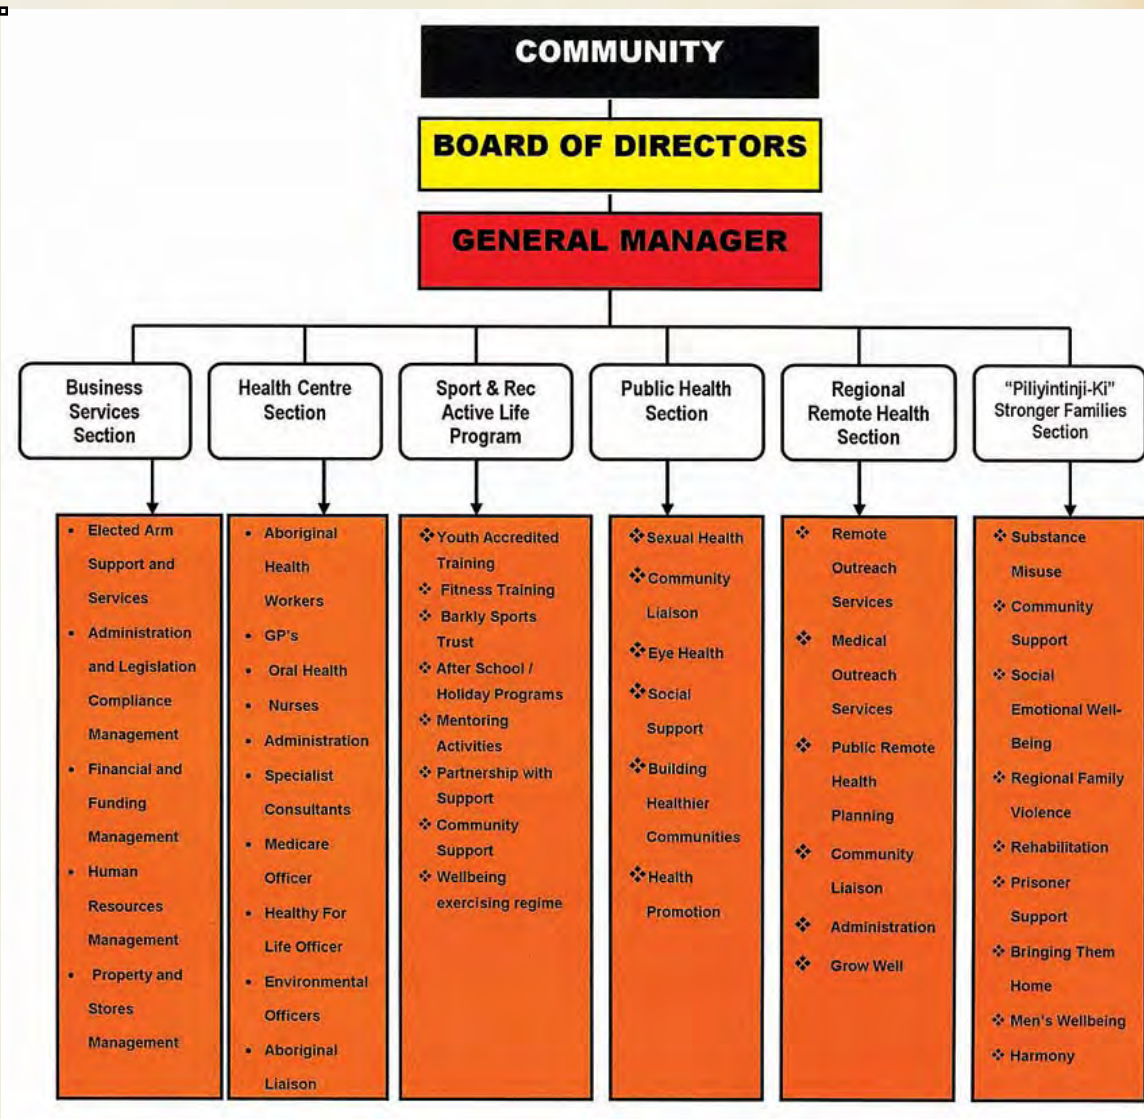 COMMUNITY
BOARD OF DIRECTORS
GENERAL MANAGER
Business
Services
Section
Health Centre
Section
Sport & Rec
Active Life
Program
Public Health
Section
Regional
Remote Health
Section
“Piliyintinji-Ki”
Stronger Families
Section
• Elected Arm
Support and
Services
• Administration
and Legislation
Compliance
Management
• Financial and
Funding
Management
• Human
Resources
Management
• Property and
Stores
Management
• Aboriginal
Health
Workers
• GP's
• Oral Health
• Nurses
• Administration
• Specialist
Consultants
• Medicare
Officer
• Healthy For
Life Officer
• Environmental
Officers
• Aboriginal
Liaison
❖ Youth Accredited
Training
❖ Fitness Training
❖ Barkly Sports
Trust
❖ After School /
Holiday Programs
❖ Mentoring
Activities
❖ Partnership with
Support
❖ Community
Support
❖ Wellbeing
exercising regime
❖ Sexual Health
❖ Community
Liaison
❖ Eye Health
❖ Social
Support
❖ Building
Healthier
Communities
❖ Health
Promotion
❖ Remote
Outreach
Services
❖ Medical
Outreach
Services
❖ Public Remote
Health
Planning
❖ Community
Liaison
❖ Administration
❖ Grow Well
❖ Substance
Misuse
❖ Community
Support
❖ Social
Emotional Well-
Being
❖ Regional Family
Violence
❖ Rehabilitation
❖ Prisoner
Support
❖ Bringing Them
Home
❖ Men's Wellbeing
❖ Harmony